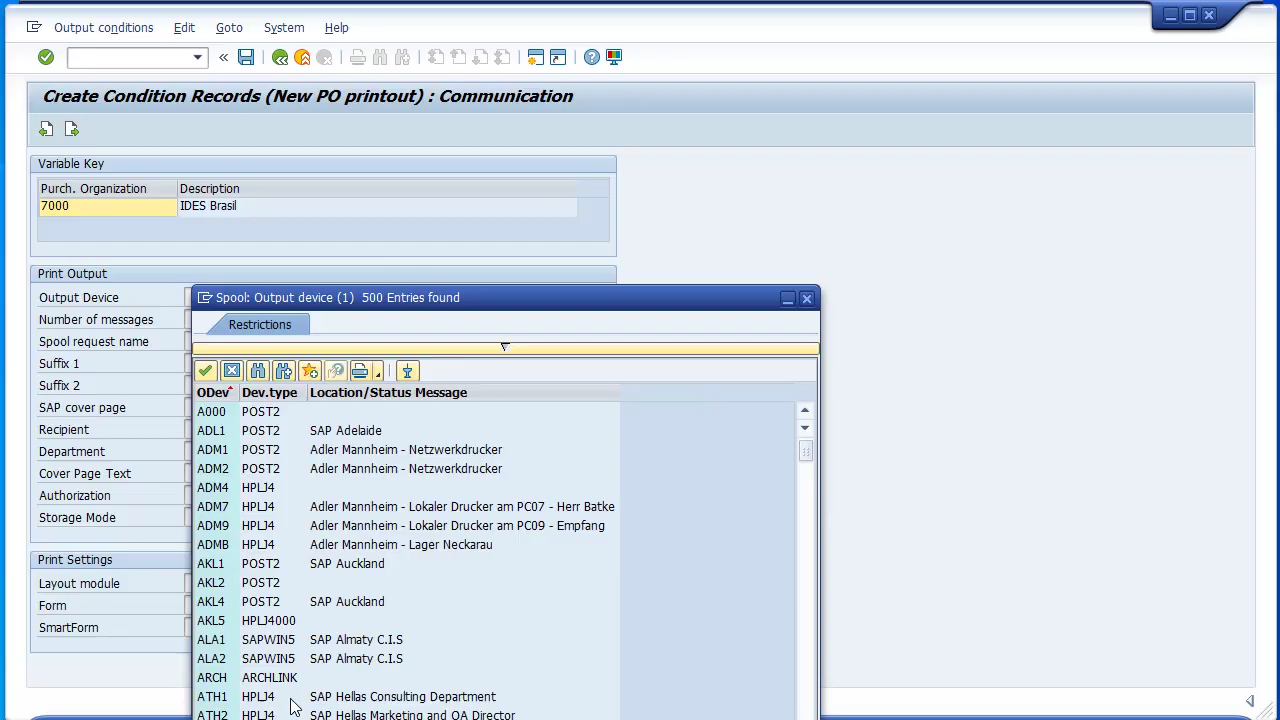 Output conditions Edit Goto System Help
Create Condition Records (New PO printout) : Communication
Variable Key
Purch. Organization Description
7000 IDES Brasil
Print Output
Output Device
Number of messages
Spool request name
Suffix 1
Suffix 2
SAP cover page
Recipient
Department
Cover Page Text
Authorization
Storage Mode
Print Settings
Layout module
Form
SmartForm
Spool: Output device (1) 500 Entries found
Restrictions
ODev Dev.type Location/Status Message
A000 POST2
ADL1 POST2 SAP Adelaide
ADM1 POST2 Adler Mannheim - Netzwerkdrucker
ADM2 POST2 Adler Mannheim - Netzwerkdrucker
ADM4 HPLJ4
ADM7 HPLJ4 Adler Mannheim - Lokaler Drucker am PC07 - Herr Batke
ADM9 HPLJ4 Adler Mannheim - Lokaler Drucker am PC09 - Empfang
ADMB HPLJ4 Adler Mannheim - Lager Neckarau
AKL1 POST2 SAP Auckland
AKL2 POST2
AKL4 POST2 SAP Auckland
AKL5 HPLJ4000
ALA1 SAPWIN5 SAP Almaty C.I.S
ALA2 SAPWIN5 SAP Almaty C.I.S
ARCH ARCHLINK
ATH1 HPLJ4 SAP Hellas Consulting Department
ATH2 HPLJ4 SAP Hellas Marketing and QA Director